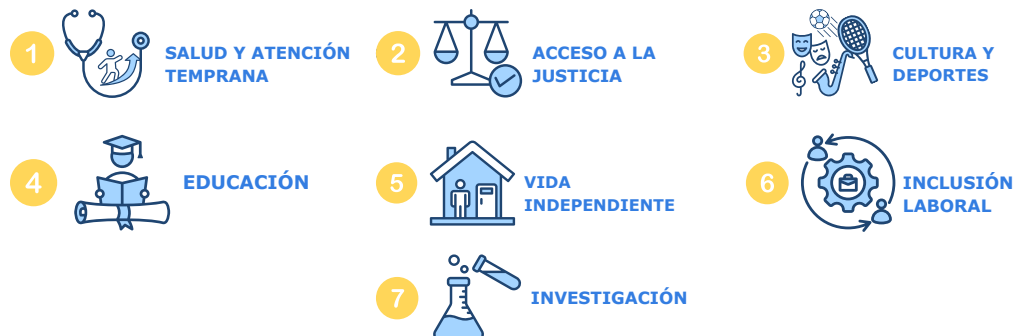 1
SALUD Y ATENCIÓN
TEMPRANA
2
ACCESO A LA
JUSTICIA
3
CULTURA Y
DEPORTES
4
EDUCACIÓN
5
VIDA
INDEPENDIENTE
6
INCLUSIÓN
LABORAL
7
INVESTIGACIÓN